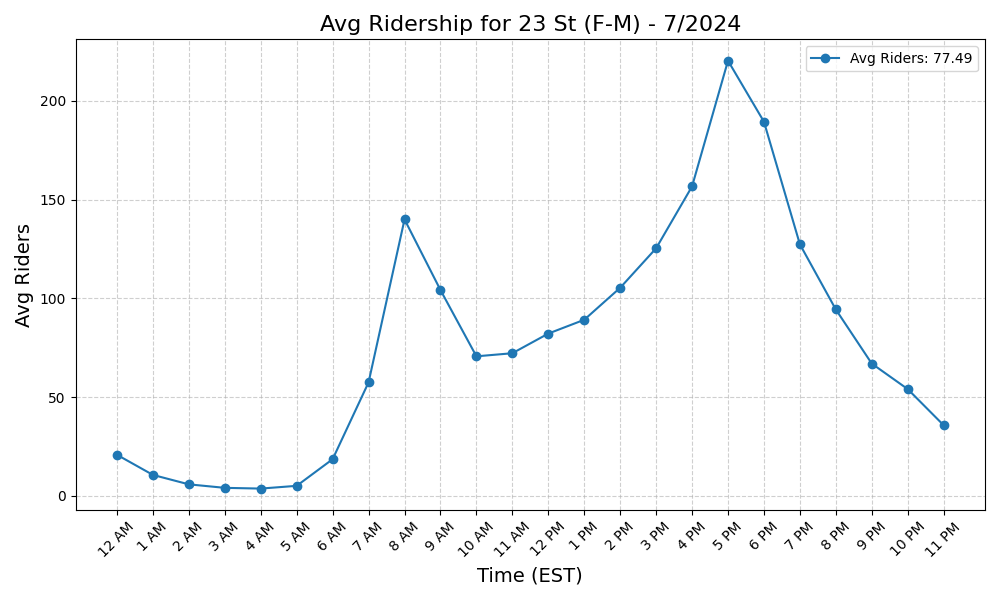 Avg Ridership for 23 St (F-M) - 7/2024
Avg Riders: 77.49
Avg Riders
200
150
100
50
0
12 AM
1 AM
2 AM
3 AM
4 AM
5 AM
6 AM
7 AM
8 AM
9 AM
10 AM
11 AM
12 PM
1 PM
2 PM
3 PM
4 PM
5 PM
6 PM
7 PM
8 PM
9 PM
10 PM
11 PM
Time (EST)